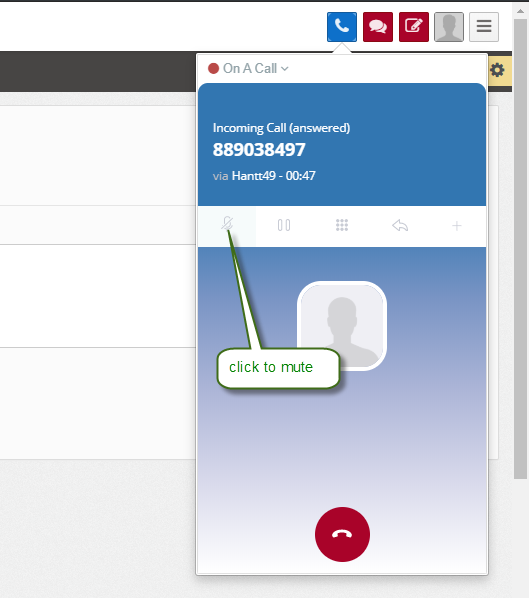 On A Call
Incoming Call (answered)
889038497
via Hantt49 - 00:47
click to mute